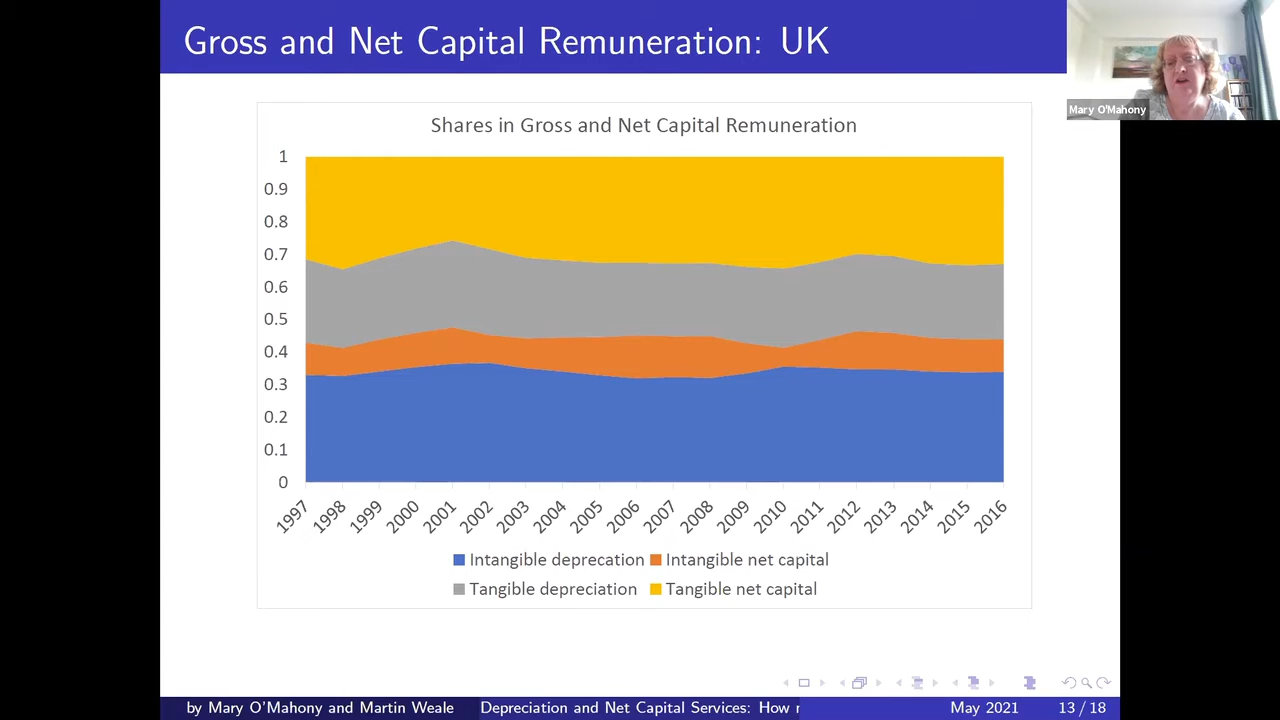 Gross and Net Capital Remuneration: UK
Mary O'Mahony
Shares in Gross and Net Capital Remuneration
1
0.9
0.8
0.7
0.6
0.5
0.4
0.3
0.2
0.1
0
1997 1998 1999 2000 2001 2002 2003 2004 2005 2006 2007 2008 2009 2010 2011 2012 2013 2014 2015 2016
Intangible deprecation Intangible net capital
Tangible depreciation Tangible net capital
by Mary O'Mahony and Martin Weale Depreciation and Net Capital Services: How May 2021 13 / 18